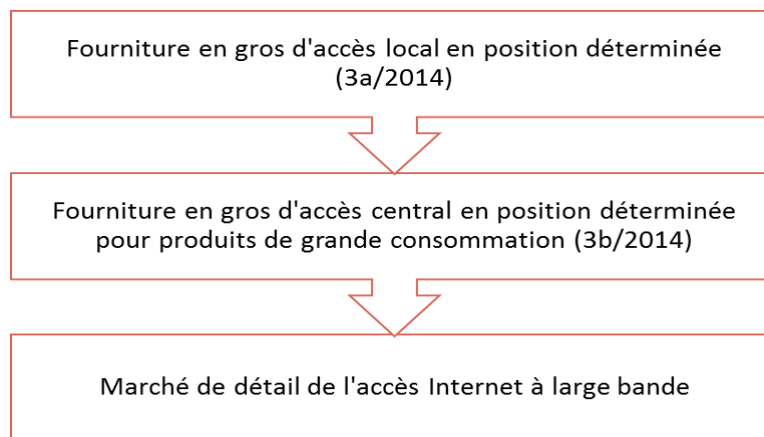 Fourniture en gros d'accès local en position déterminée
(3a/2014)
Fourniture en gros d'accès central en position déterminée
pour produits de grande consommation (3b/2014)
Marché de détail de l'accès Internet à large bande